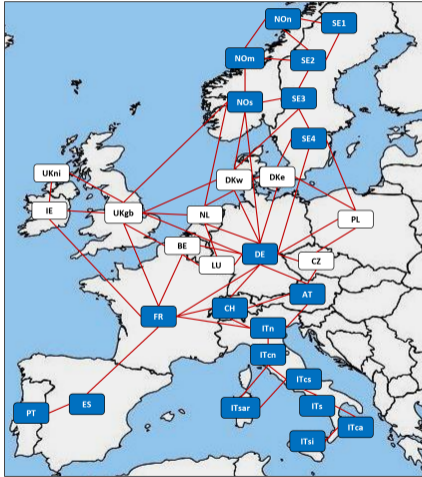 NOn
SE1
NOm
SE2
NOs
SE3
SE4
UKni
DKw
DKe
IE
UKgb
NL
PL
BE
DE
LU
CZ
AT
CH
FR
ITn
ITcn
ITcs
ES
PT
ITsar
ITs
ITca
ITsi